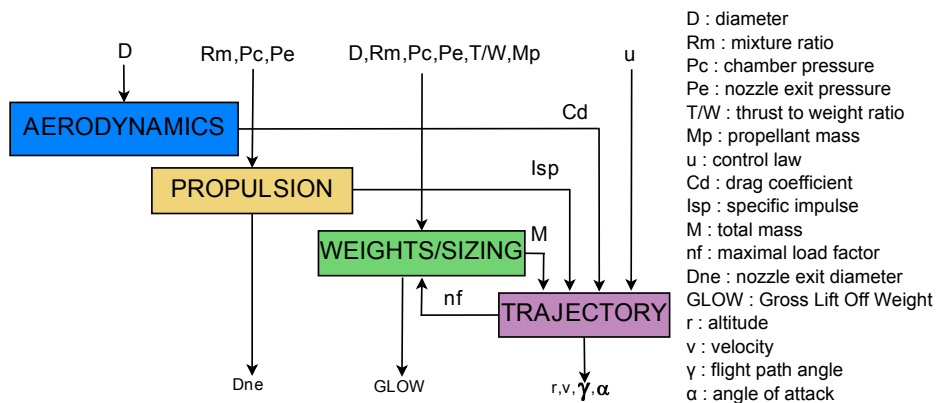 D
Rm,Pc,Pe
D,Rm,Pc,Pe,T/W,Mp
u
AERODYNAMICS
Cd
PROPULSION
Isp
WEIGHTS/SIZING
M
nf
TRAJECTORY
Dne
GLOW
r,v,γ,α
D : diameter
Rm : mixture ratio
Pc : chamber pressure
Pe : nozzle exit pressure
T/W : thrust to weight ratio
Mp : propellant mass
u : control law
Cd : drag coefficient
Isp : specific impulse
M : total mass
nf : maximal load factor
Dne : nozzle exit diameter
GLOW : Gross Lift Off Weight
r : altitude
v : velocity
γ : flight path angle
α : angle of attack